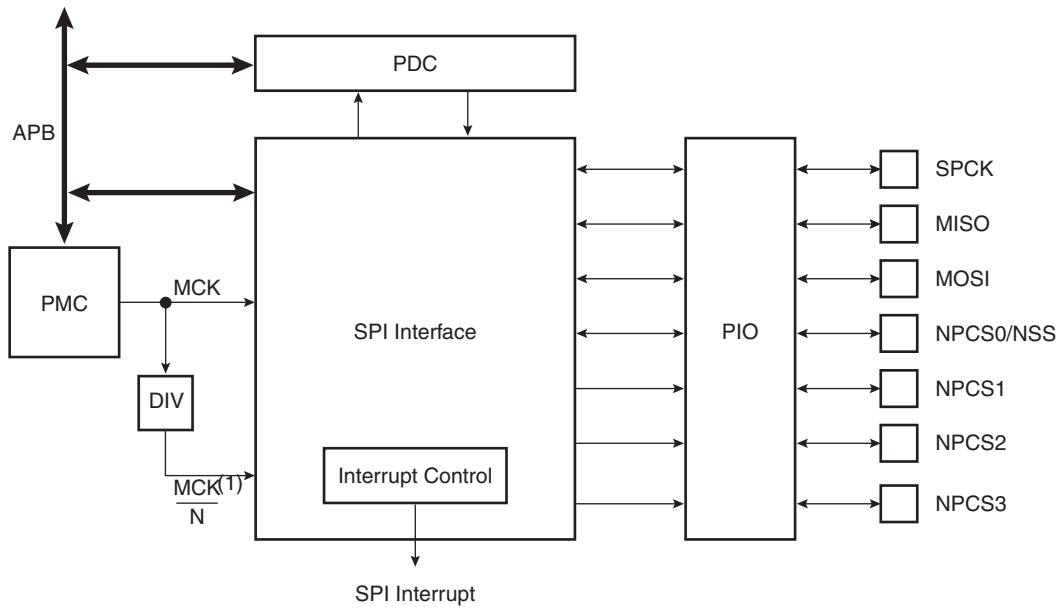 PDC
APB
SPCK
MISO
MOSI
PMC
MCK
SPI Interface
PIO
NPCS0/NSS
DIV
NPCS1
NPCS2
Interrupt Control
MCK(1)
N
NPCS3
SPI Interrupt